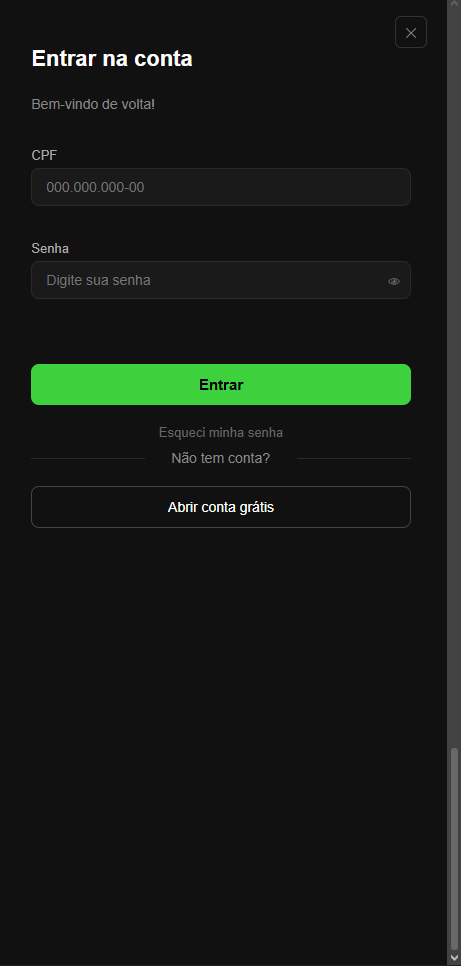 Entrar na conta
Bem-vindo de volta!
CPF
000.000.000-00
Senha
Digite sua senha
Entrar
Esqueci minha senha
Não tem conta?
Abrir conta grátis